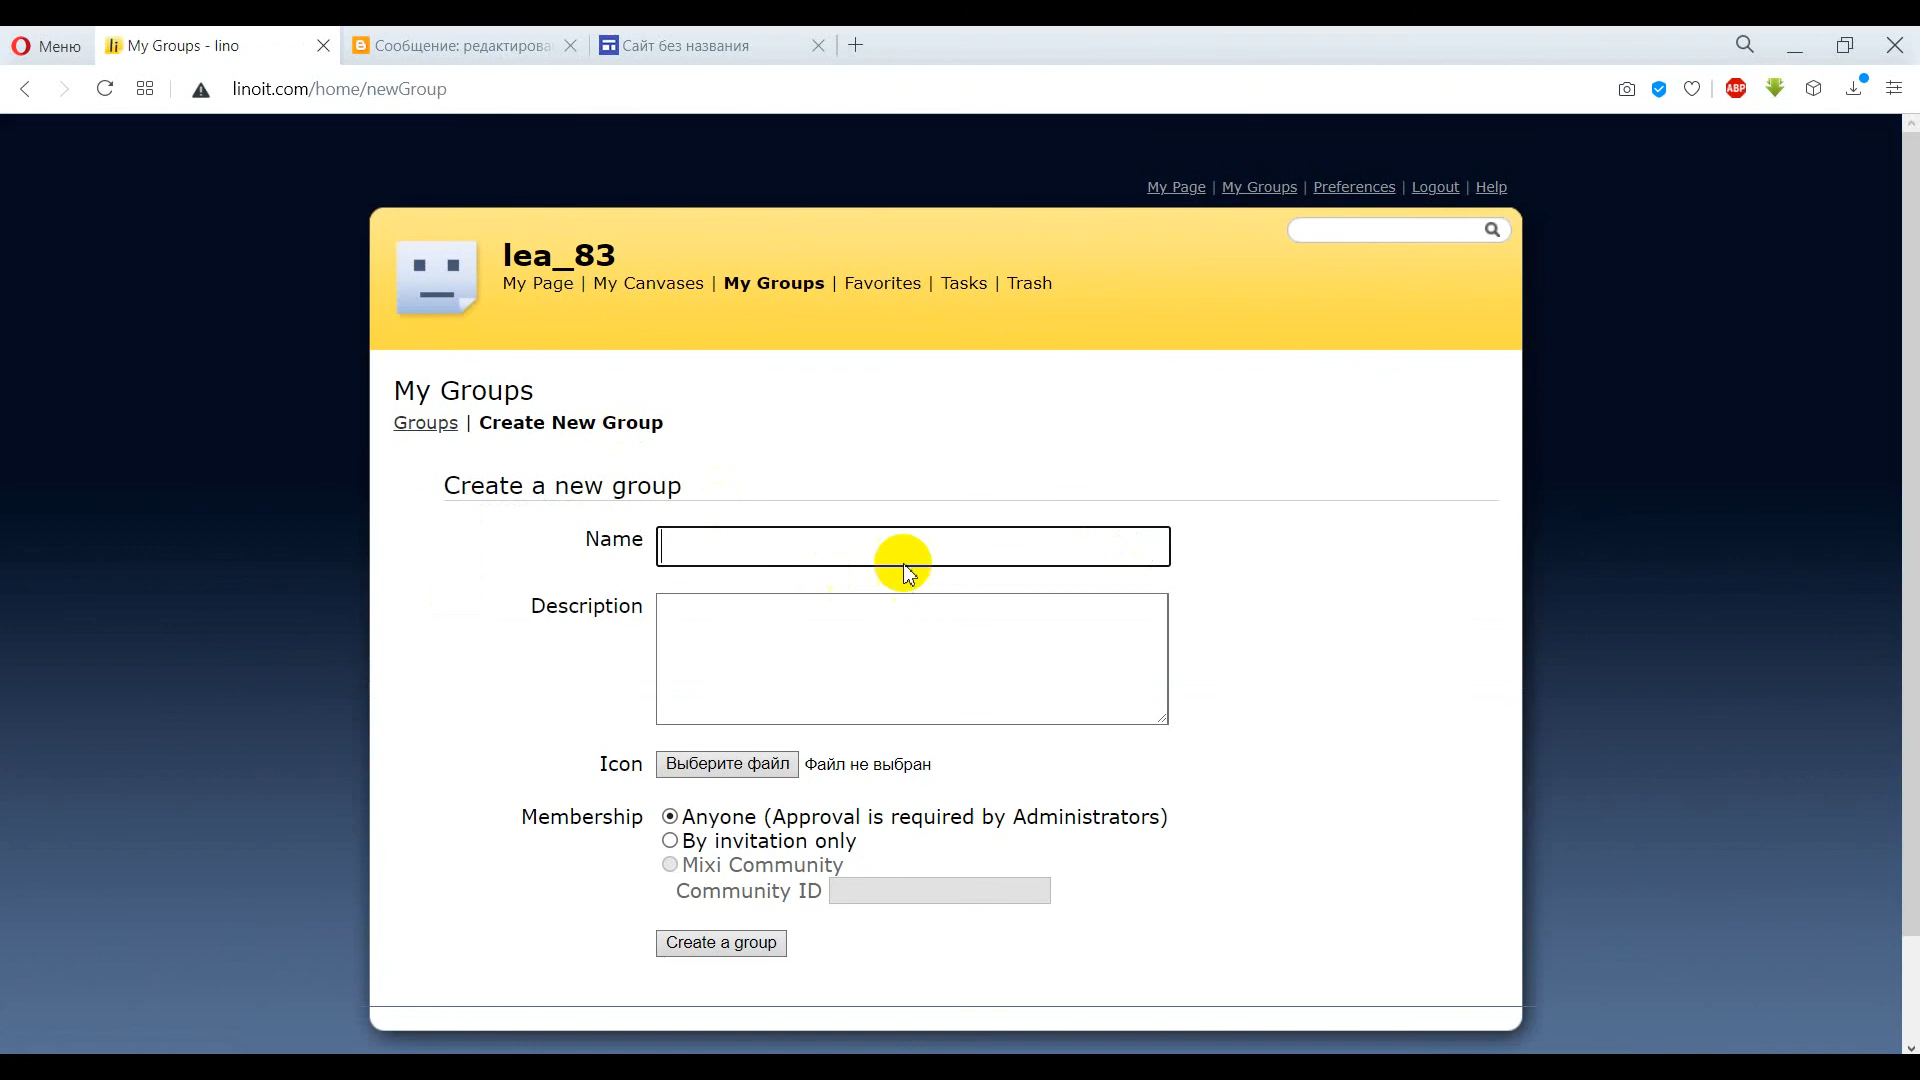 Меню
My Groups - lino
Сообщение: редактирова
Сайт без названия
linoit.com/home/newGroup
ABP
My Page | My Groups | Preferences | Logout | Help
lea_83
My Page | My Canvases | My Groups | Favorites | Tasks | Trash
My Groups
Groups | Create New Group
Create a new group
Name
Description
Icon Выберите файл Файл не выбран
Membership Anyone (Approval is required by Administrators)
By invitation only
Mixi Community
Community ID
Create a group